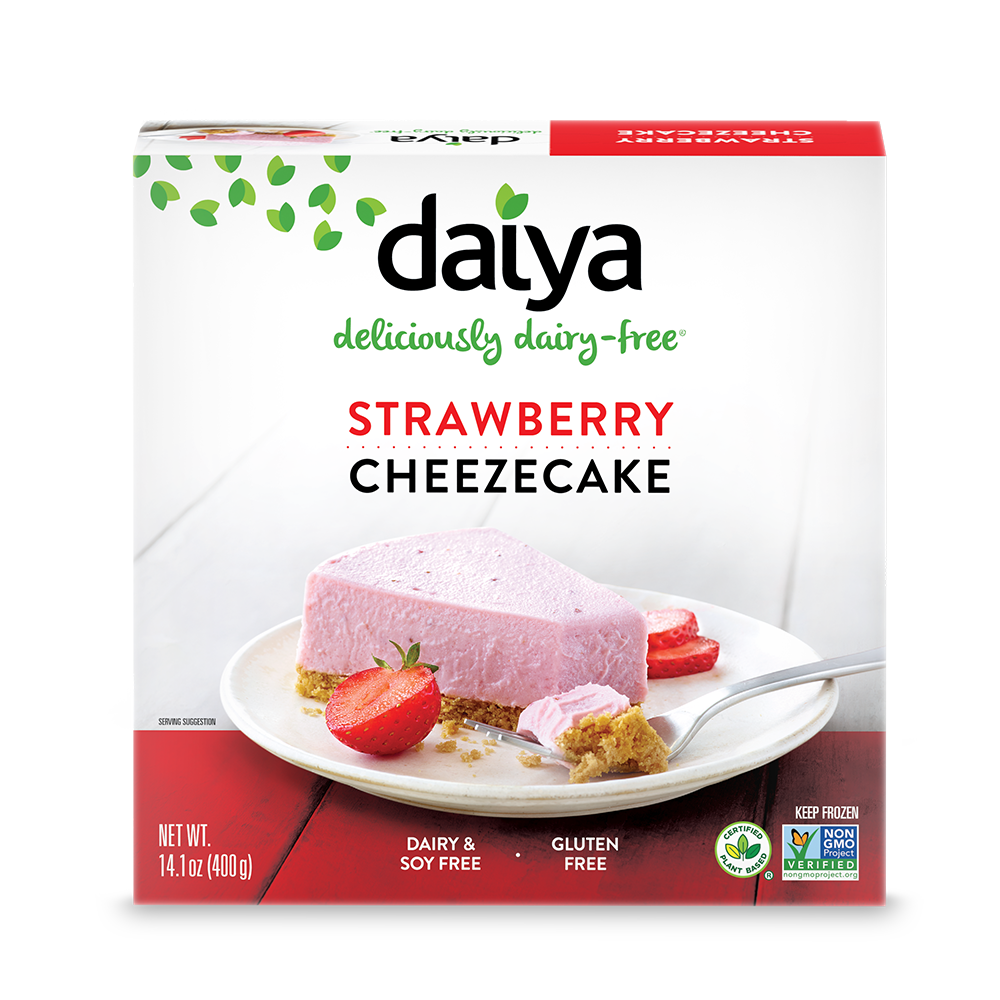 STRAWBERRY
CHEEZECAKE
daiya
deliciously dairy-free
daiya
deliciously dairy-free®
STRAWBERRY
CHEEZECAKE
SERVING SUGGESTION
NET WT.
14.1 oz (400g)
DAIRY &
SOY FREE
·
GLUTEN
FREE
CERTIFIED
PLANT BASED
®
KEEP FROZEN
NON
GMO
Project
VERIFIED
nongmoproject.org